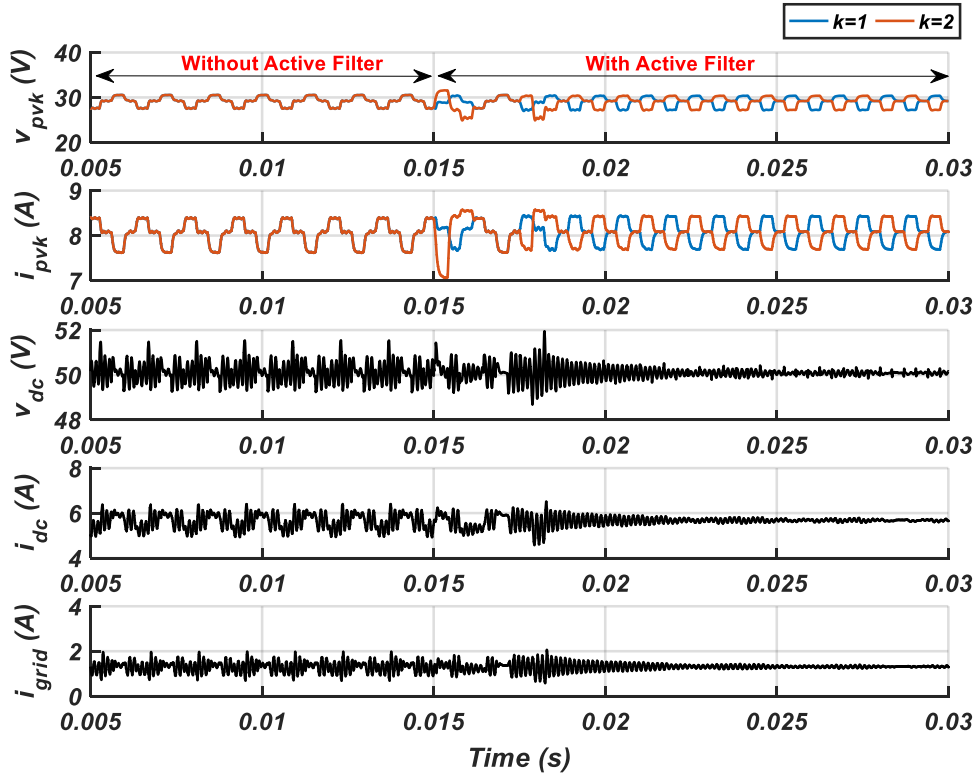 k=1 k=2
Without Active Filter With Active Filter
v_pvk (V)
40
30
20
0.005 0.01 0.015 0.02 0.025 0.03
i_pvk (A)
9
8
7
0.005 0.01 0.015 0.02 0.025 0.03
v_dc (V)
52
50
48
0.005 0.01 0.015 0.02 0.025 0.03
i_dc (A)
8
6
4
0.005 0.01 0.015 0.02 0.025 0.03
i_grid (A)
4
2
0
0.005 0.01 0.015 0.02 0.025 0.03
Time (s)